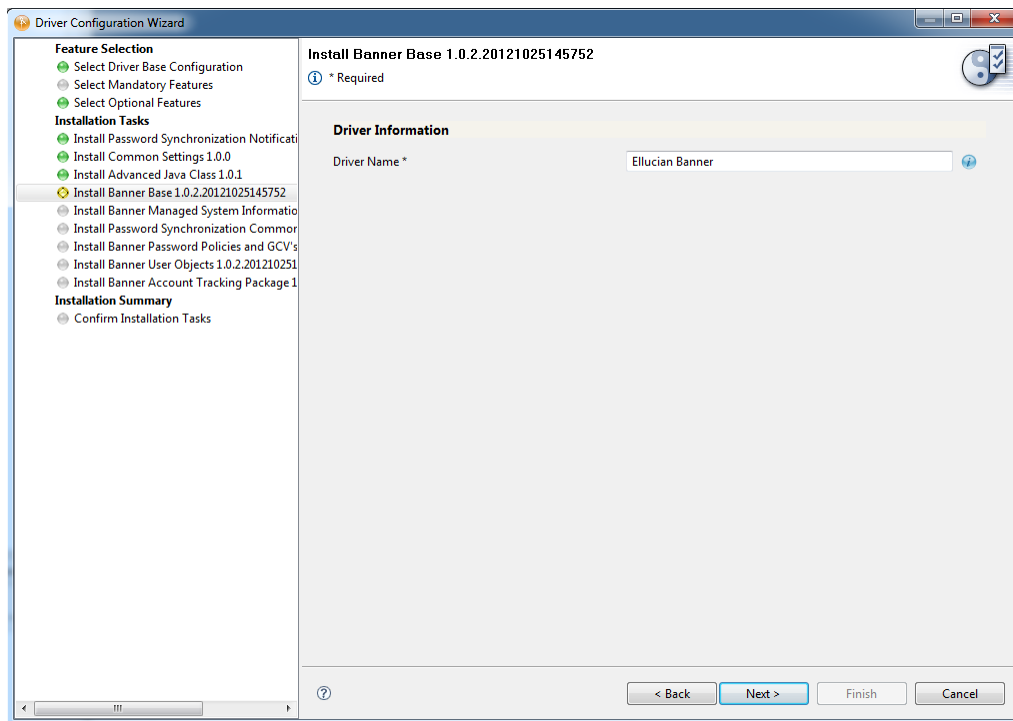 Driver Configuration Wizard
Feature Selection
Select Driver Base Configuration
Select Mandatory Features
Select Optional Features
Installation Tasks
Install Password Synchronization Notificati
Install Common Settings 1.0.0
Install Advanced Java Class 1.0.1
Install Banner Base 1.0.2.20121025145752
Install Banner Managed System Informatio
Install Password Synchronization Common
Install Banner Password Policies and GCV's
Install Banner User Objects 1.0.2.201210251
Install Banner Account Tracking Package 1
Installation Summary
Confirm Installation Tasks
Install Banner Base 1.0.2.20121025145752
* Required
Driver Information
Driver Name * Ellucian Banner
< Back Next > Finish Cancel